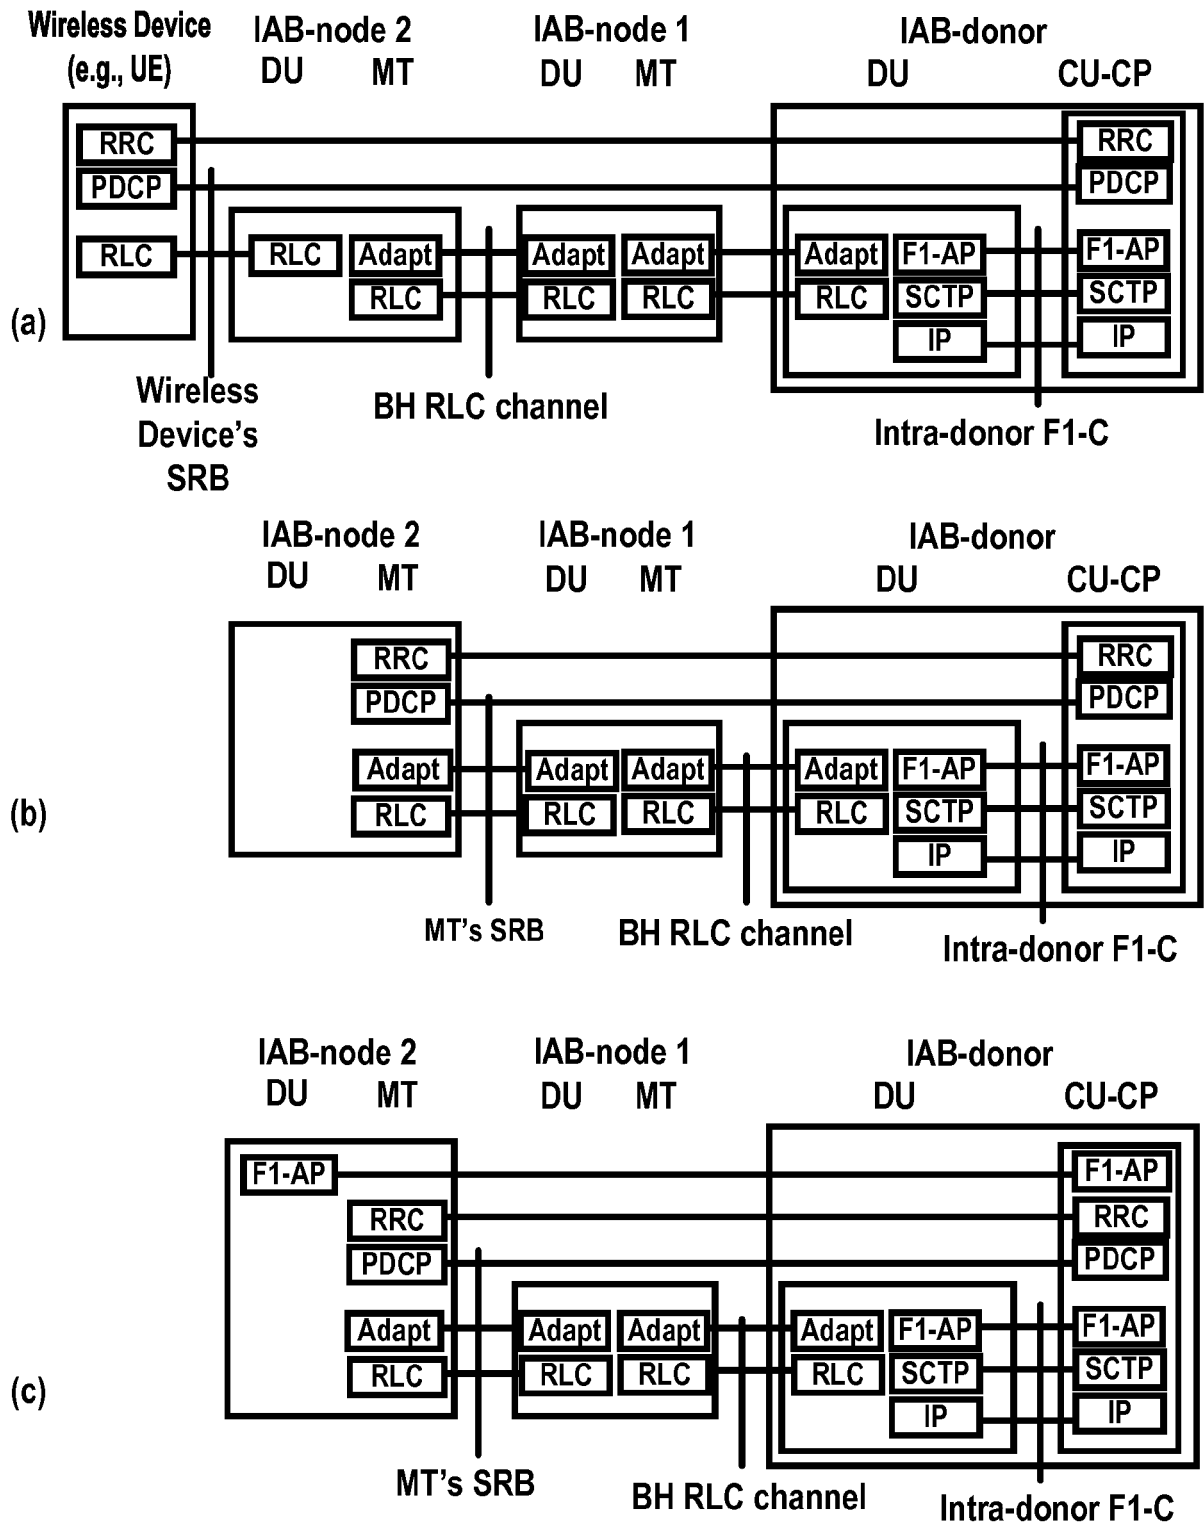 Wireless Device
(e.g., UE)
IAB-node 2
DU MT
IAB-node 1
DU MT
IAB-donor
DU CU-CP
RRC RRC
PDCP PDCP
RLC RLC Adapt Adapt Adapt Adapt F1-AP F1-AP
RLC RLC RLC RLC SCTP SCTP
IP IP
(a)
Wireless
Device's
SRB
BH RLC channel
Intra-donor F1-C
IAB-node 2
DU MT
IAB-node 1
DU MT
IAB-donor
DU CU-CP
RRC RRC
PDCP PDCP
Adapt Adapt Adapt Adapt F1-AP F1-AP
RLC RLC RLC RLC SCTP SCTP
IP IP
(b)
MT's SRB
BH RLC channel
Intra-donor F1-C
IAB-node 2
DU MT
IAB-node 1
DU MT
IAB-donor
DU CU-CP
F1-AP F1-AP
RRC RRC
PDCP PDCP
Adapt Adapt Adapt Adapt F1-AP F1-AP
RLC RLC RLC RLC SCTP SCTP
IP IP
(c)
MT's SRB
BH RLC channel
Intra-donor F1-C